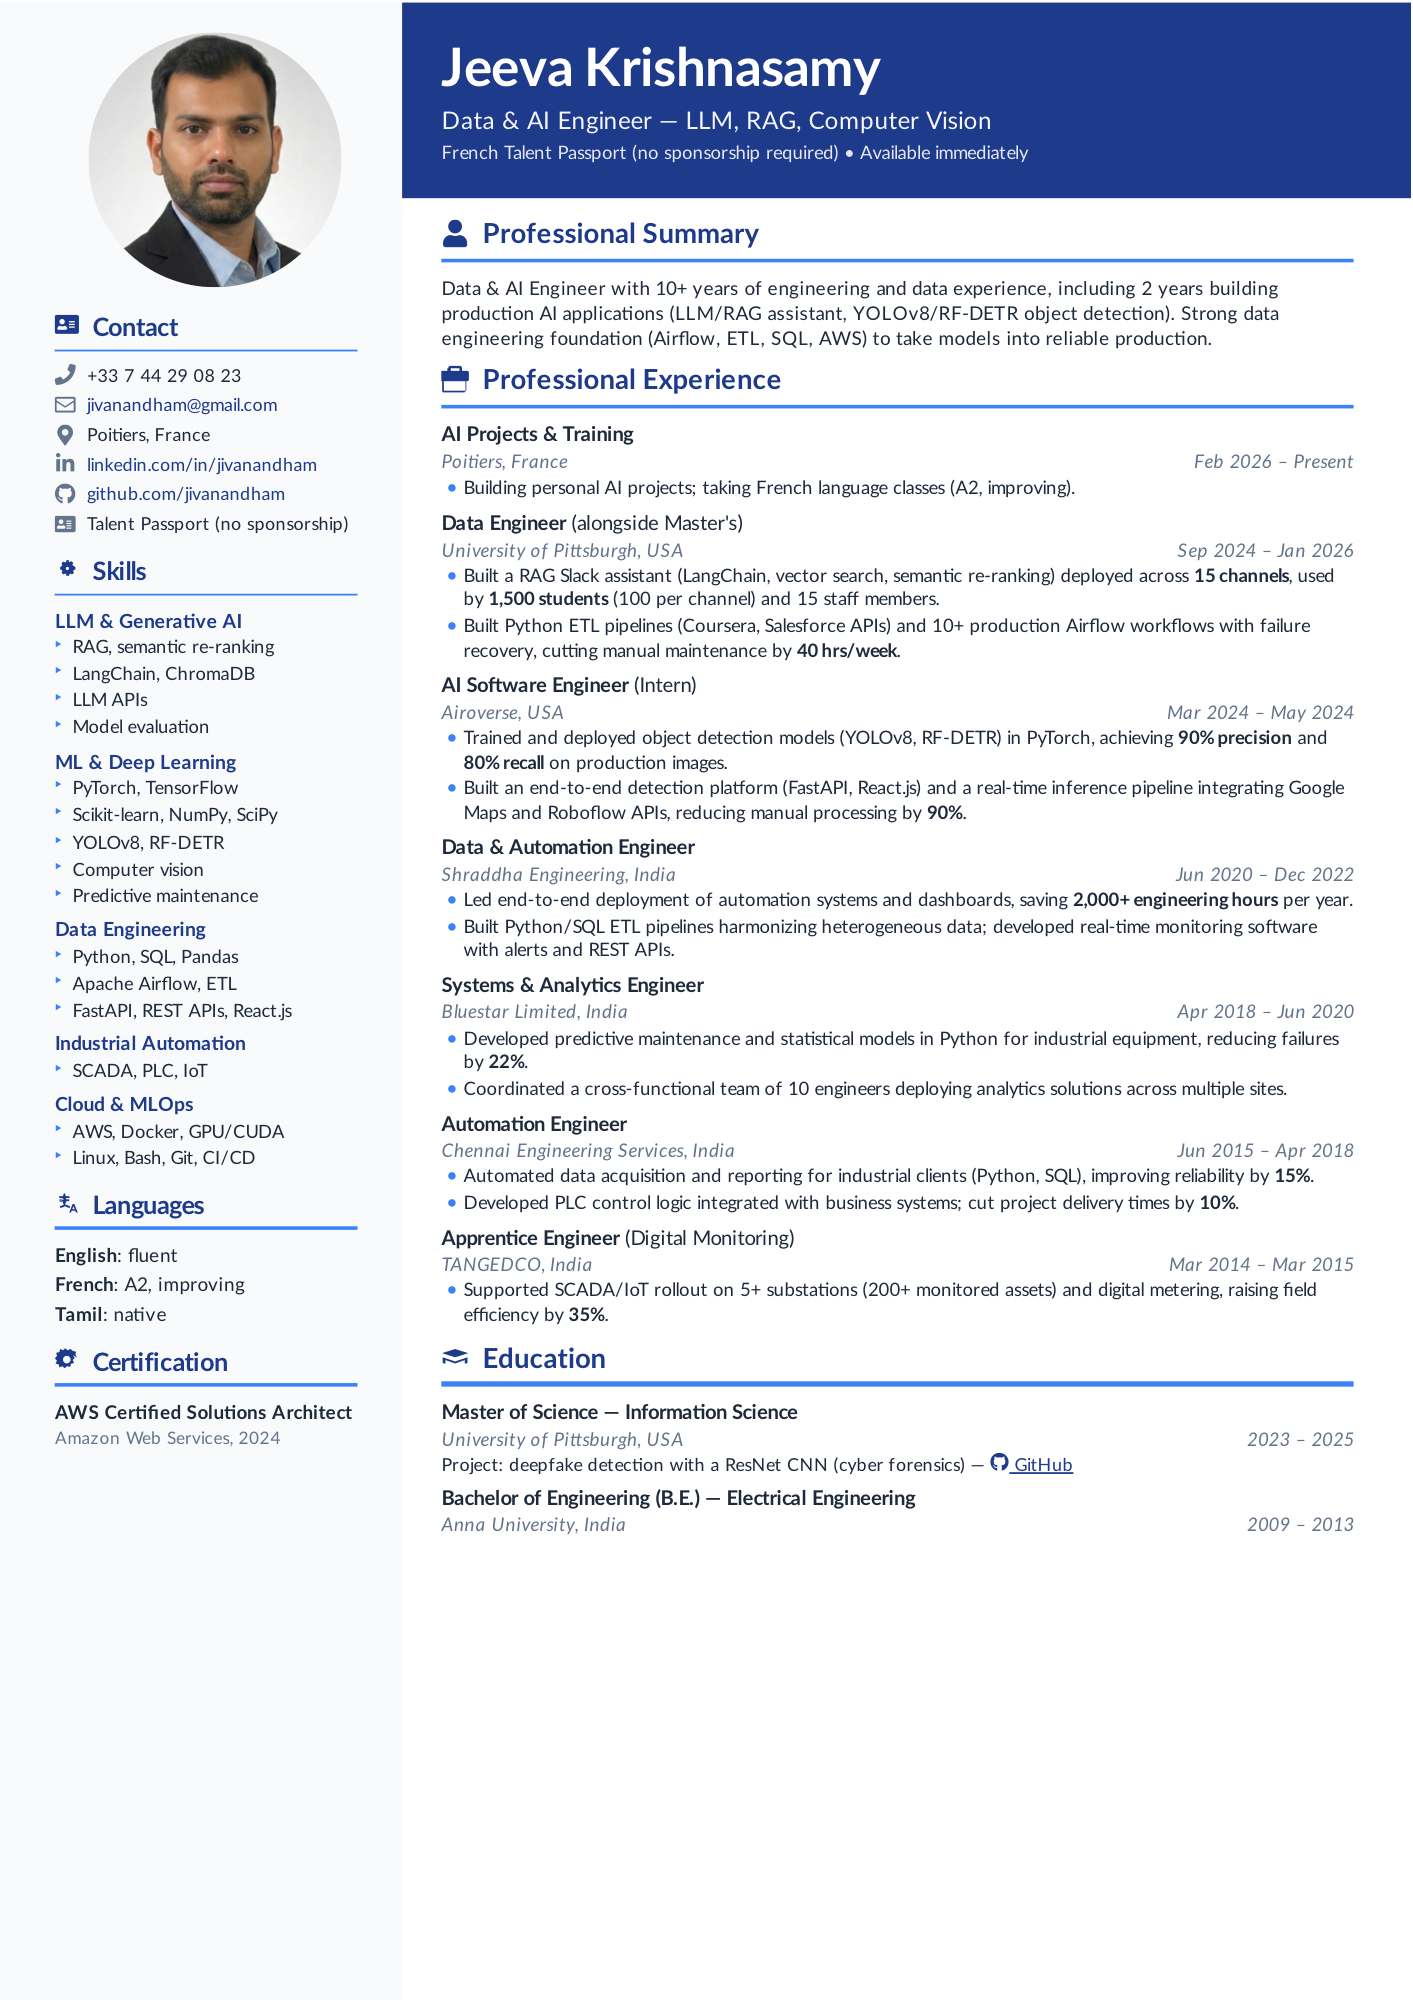 Jeeva Krishnasamy
Data & AI Engineer — LLM, RAG, Computer Vision
French Talent Passport (no sponsorship required) • Available immediately
Contact
+33 7 44 29 08 23
jivanandham@gmail.com
Poitiers, France
linkedin.com/in/jivanandham
github.com/jivanandham
Talent Passport (no sponsorship)
Skills
LLM & Generative AI
‣ RAG, semantic re-ranking
‣ LangChain, ChromaDB
‣ LLM APIs
‣ Model evaluation
ML & Deep Learning
‣ PyTorch, TensorFlow
‣ Scikit-learn, NumPy, SciPy
‣ YOLOv8, RF-DETR
‣ Computer vision
‣ Predictive maintenance
Data Engineering
‣ Python, SQL, Pandas
‣ Apache Airflow, ETL
‣ FastAPI, REST APIs, React.js
Industrial Automation
‣ SCADA, PLC, IoT
Cloud & MLOps
‣ AWS, Docker, GPU/CUDA
‣ Linux, Bash, Git, CI/CD
Languages
English: fluent
French: A2, improving
Tamil: native
Certification
AWS Certified Solutions Architect
Amazon Web Services, 2024
Professional Summary
Data & AI Engineer with 10+ years of engineering and data experience, including 2 years building
production AI applications (LLM/RAG assistant, YOLOv8/RF-DETR object detection). Strong data
engineering foundation (Airflow, ETL, SQL, AWS) to take models into reliable production.
Professional Experience
AI Projects & Training
Poitiers, France Feb 2026 – Present
• Building personal AI projects; taking French language classes (A2, improving).
Data Engineer (alongside Master's)
University of Pittsburgh, USA Sep 2024 – Jan 2026
• Built a RAG Slack assistant (LangChain, vector search, semantic re-ranking) deployed across 15 channels, used
by 1,500 students (100 per channel) and 15 staff members.
• Built Python ETL pipelines (Coursera, Salesforce APIs) and 10+ production Airflow workflows with failure
recovery, cutting manual maintenance by 40 hrs/week.
AI Software Engineer (Intern)
Airoverse, USA Mar 2024 – May 2024
• Trained and deployed object detection models (YOLOv8, RF-DETR) in PyTorch, achieving 90% precision and
80% recall on production images.
• Built an end-to-end detection platform (FastAPI, React.js) and a real-time inference pipeline integrating Google
Maps and Roboflow APIs, reducing manual processing by 90%.
Data & Automation Engineer
Shraddha Engineering, India Jun 2020 – Dec 2022
• Led end-to-end deployment of automation systems and dashboards, saving 2,000+ engineering hours per year.
• Built Python/SQL ETL pipelines harmonizing heterogeneous data; developed real-time monitoring software
with alerts and REST APIs.
Systems & Analytics Engineer
Bluestar Limited, India Apr 2018 – Jun 2020
• Developed predictive maintenance and statistical models in Python for industrial equipment, reducing failures
by 22%.
• Coordinated a cross-functional team of 10 engineers deploying analytics solutions across multiple sites.
Automation Engineer
Chennai Engineering Services, India Jun 2015 – Apr 2018
• Automated data acquisition and reporting for industrial clients (Python, SQL), improving reliability by 15%.
• Developed PLC control logic integrated with business systems; cut project delivery times by 10%.
Apprentice Engineer (Digital Monitoring)
TANGEDCO, India Mar 2014 – Mar 2015
• Supported SCADA/IoT rollout on 5+ substations (200+ monitored assets) and digital metering, raising field
efficiency by 35%.
Education
Master of Science — Information Science
University of Pittsburgh, USA 2023 – 2025
Project: deepfake detection with a ResNet CNN (cyber forensics) — GitHub
Bachelor of Engineering (B.E.) — Electrical Engineering
Anna University, India 2009 – 2013